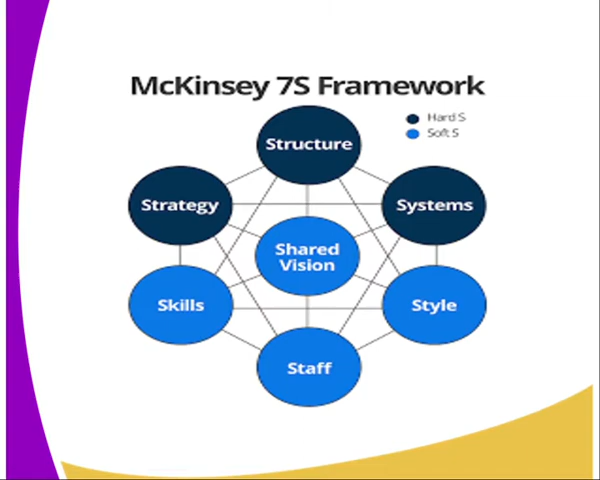 McKinsey 7S Framework
Hard S
Soft S
Structure
Strategy
Systems
Shared
Vision
Skills
Style
Staff